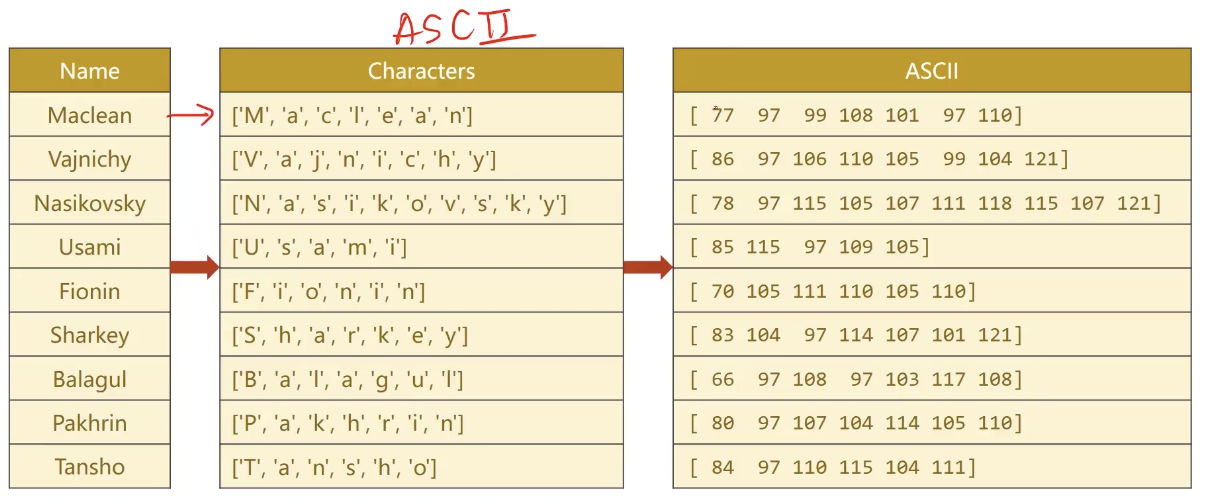 ASCII
Name Characters ASCII
Maclean ['M', 'a', 'c', 'l', 'e', 'a', 'n'] [ 77  97  99 108 101  97 110]
Vajnichy ['V', 'a', 'j', 'n', 'i', 'c', 'h', 'y'] [ 86  97 106 110 105  99 104 121]
Nasikovsky ['N', 'a', 's', 'i', 'k', 'o', 'v', 's', 'k', 'y'] [ 78  97 115 105 107 111 118 115 107 121]
Usami ['U', 's', 'a', 'm', 'i'] [ 85 115  97 109 105]
Fionin ['F', 'i', 'o', 'n', 'i', 'n'] [ 70 105 111 110 105 110]
Sharkey ['S', 'h', 'a', 'r', 'k', 'e', 'y'] [ 83 104  97 114 107 101 121]
Balagul ['B', 'a', 'l', 'a', 'g', 'u', 'l'] [ 66  97 108  97 103 117 108]
Pakhrin ['P', 'a', 'k', 'h', 'r', 'i', 'n'] [ 80  97 107 104 114 105 110]
Tansho ['T', 'a', 'n', 's', 'h', 'o'] [ 84  97 110 115 104 111]